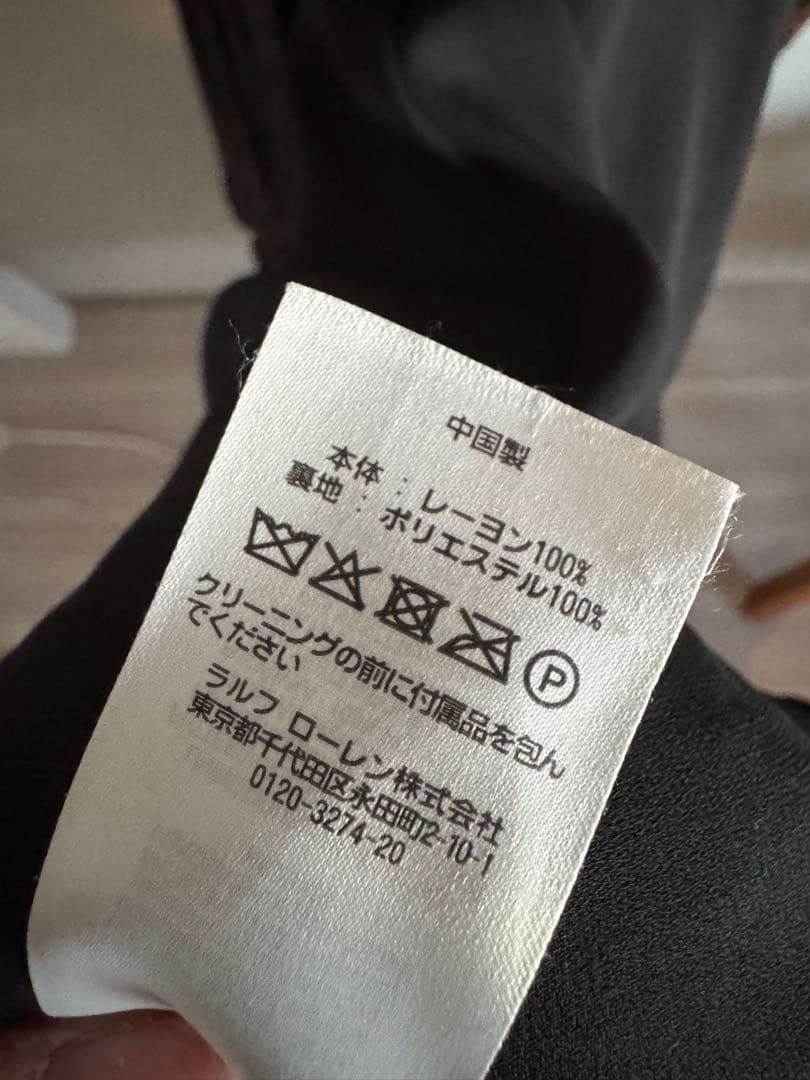 中国製
本体：レーヨン100%
裏地：ポリエステル100%
P
クリーニングの前に付属品を包ん
でください
ラルフ ローレン株式会社
東京都千代田区永田町2-10-1
0120-3274-20